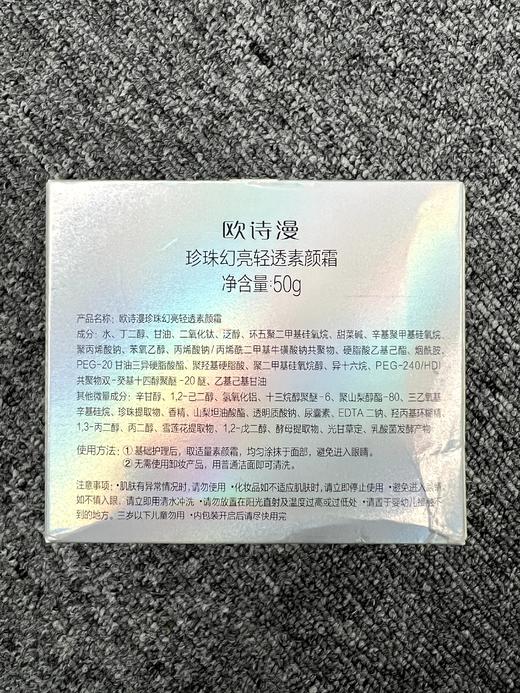 欧诗漫
珍珠幻亮轻透素颜霜
净含量:50g
产品名称：欧诗漫珍珠幻亮轻透素颜霜
成分：水、丁二醇、甘油、二氧化钛、泛醇、环五聚二甲基硅氧烷、甜菜碱、辛基聚甲基硅氧烷、
聚丙烯酸钠、苯氧乙醇、丙烯酸钠/丙烯酰二甲基牛磺酸钠共聚物、硬脂酸乙基己酯、烟酰胺、
PEG-20甘油三异硬脂酸酯、聚羟基硬脂酸、聚二甲基硅氧烷醇、异十六烷、PEG-240/HDI
共聚物双-癸基十四醇聚醚-20醚、乙基己基甘油
其他微量成分：辛甘醇、1,2-己二醇、氢氧化铝、十三烷醇聚醚-6、聚山梨醇酯-80、三乙氧基
辛基硅烷、珍珠提取物、香精、山梨坦油酸酯、透明质酸钠、尿囊素、EDTA二钠、羟丙基环糊精
1,3-丙二醇、丙二醇、雪莲花提取物、1,2-戊二醇、酵母提取物、光甘草定、乳酸菌发酵产物
使用方法：①基础护理后，取适量素颜霜，均匀涂抹于面部，避免进入眼睛。
②无需使用卸妆产品，用普通洁面即可清洗。
注意事项：•肌肤有异常情况时，请勿使用•化妆品如不适应肌肤时，请立即停止使用•避免进入眼睛
如不慎入眼，请立即用清水冲洗•请勿放置在阳光直射及温度过高或过低处•请置于婴幼儿接触不
到的地方。三岁以下儿童勿用•内包装开启后请尽快用完